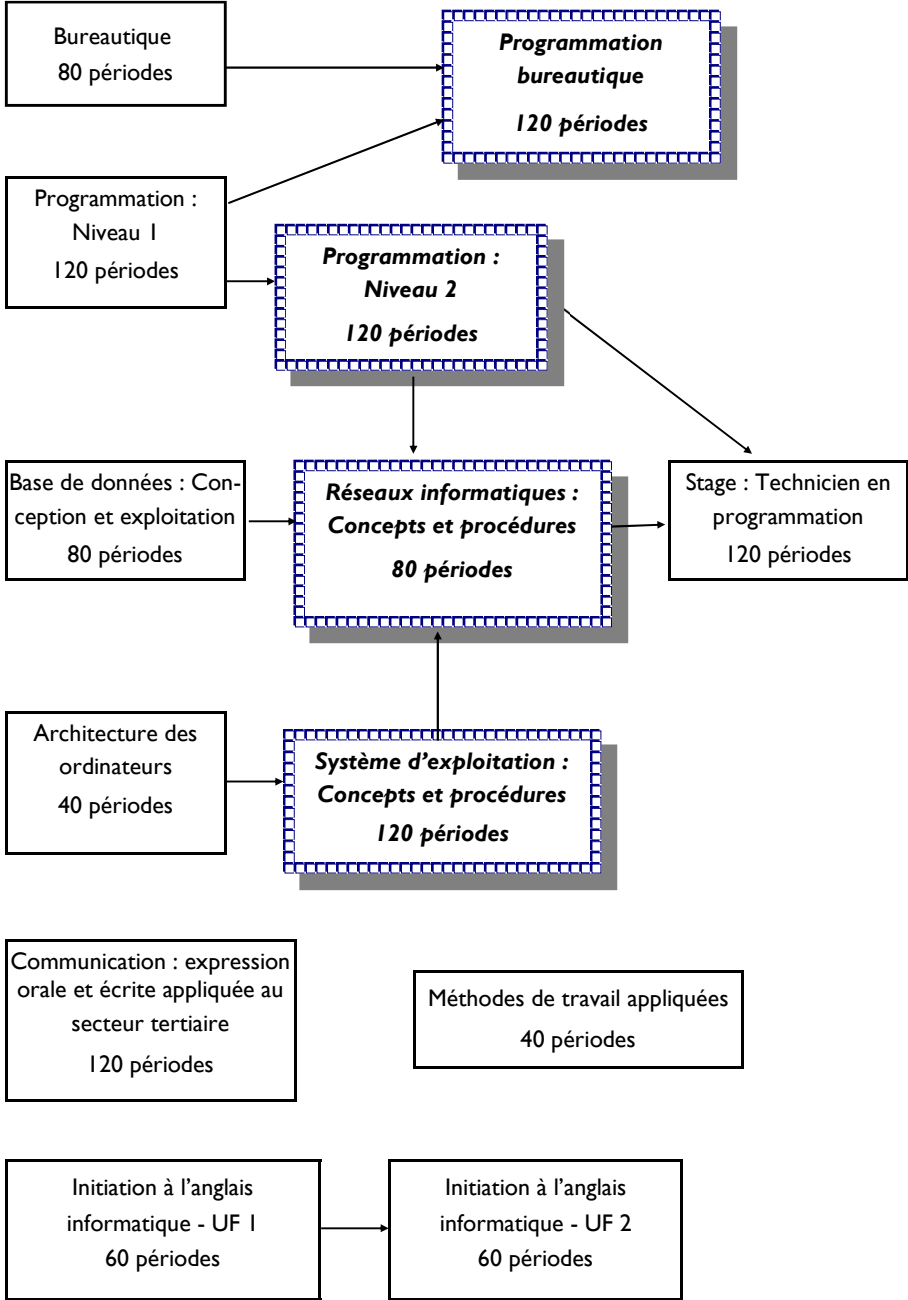 Bureautique
80 périodes
Programmation
bureautique
120 périodes
Programmation :
Niveau 1
120 périodes
Programmation :
Niveau 2
120 périodes
Base de données : Con-
ception et exploitation
80 périodes
Réseaux informatiques :
Concepts et procédures
80 périodes
Stage : Technicien en
programmation
120 périodes
Architecture des
ordinateurs
40 périodes
Système d'exploitation :
Concepts et procédures
120 périodes
Communication : expression
orale et écrite appliquée au
secteur tertiaire
120 périodes
Méthodes de travail appliquées
40 périodes
Initiation à l’anglais
informatique - UF 1
60 périodes
Initiation à l’anglais
informatique - UF 2
60 périodes